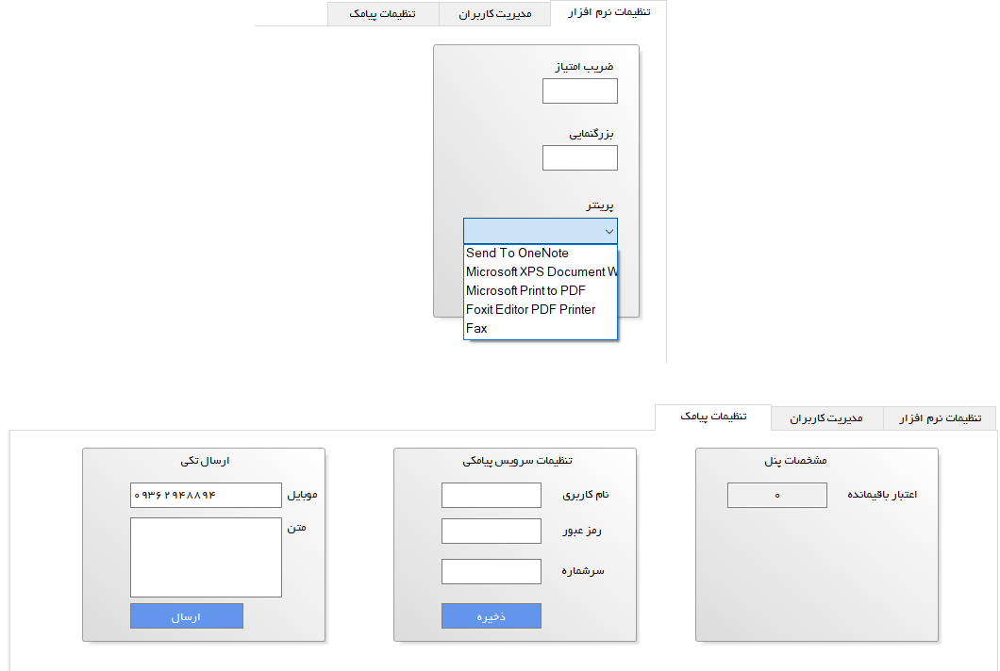 تنظیمات نرم افزار
مدیریت کاربران
تنظیمات پیامک
ضریب امتیاز
بزرگنمایی
پرینتر
Send To OneNote
Microsoft XPS Document W
Microsoft Print to PDF
Foxit Editor PDF Printer
Fax
تنظیمات نرم افزار
مدیریت کاربران
تنظیمات پیامک
مشخصات پنل
اعتبار باقیمانده
۰
تنظیمات سرویس پیامکی
نام کاربری
رمز عبور
سرشماره
ذخیره
ارسال تکی
موبایل
۰۹۳۶۲۹۴۸۸۹۴
متن
ارسال